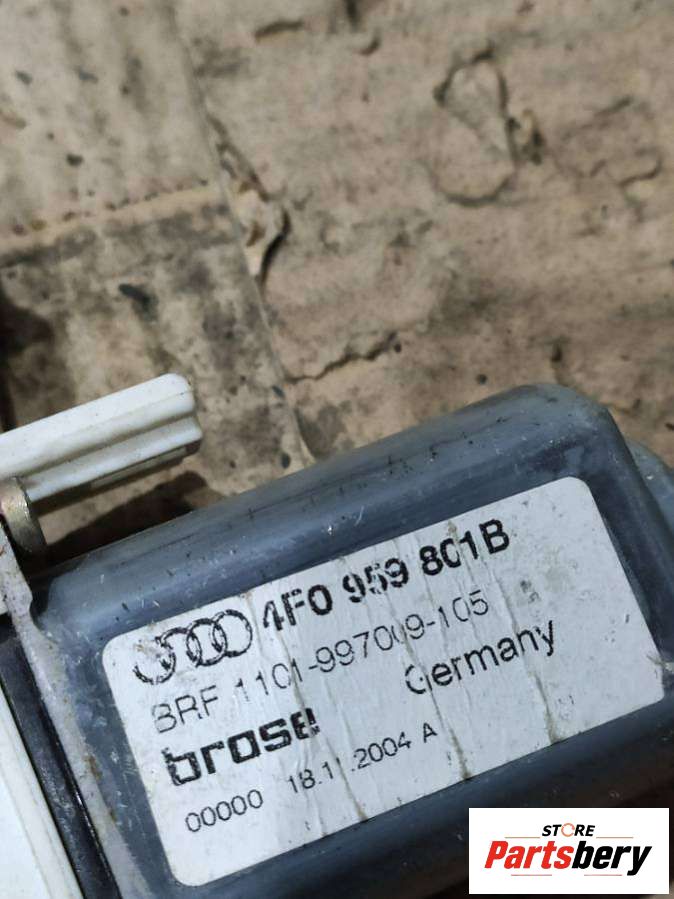 4F0 959 801B
BRF 1101-997009-105
brose Germany
00000 18.11.2004 A
STORE
Partsbery